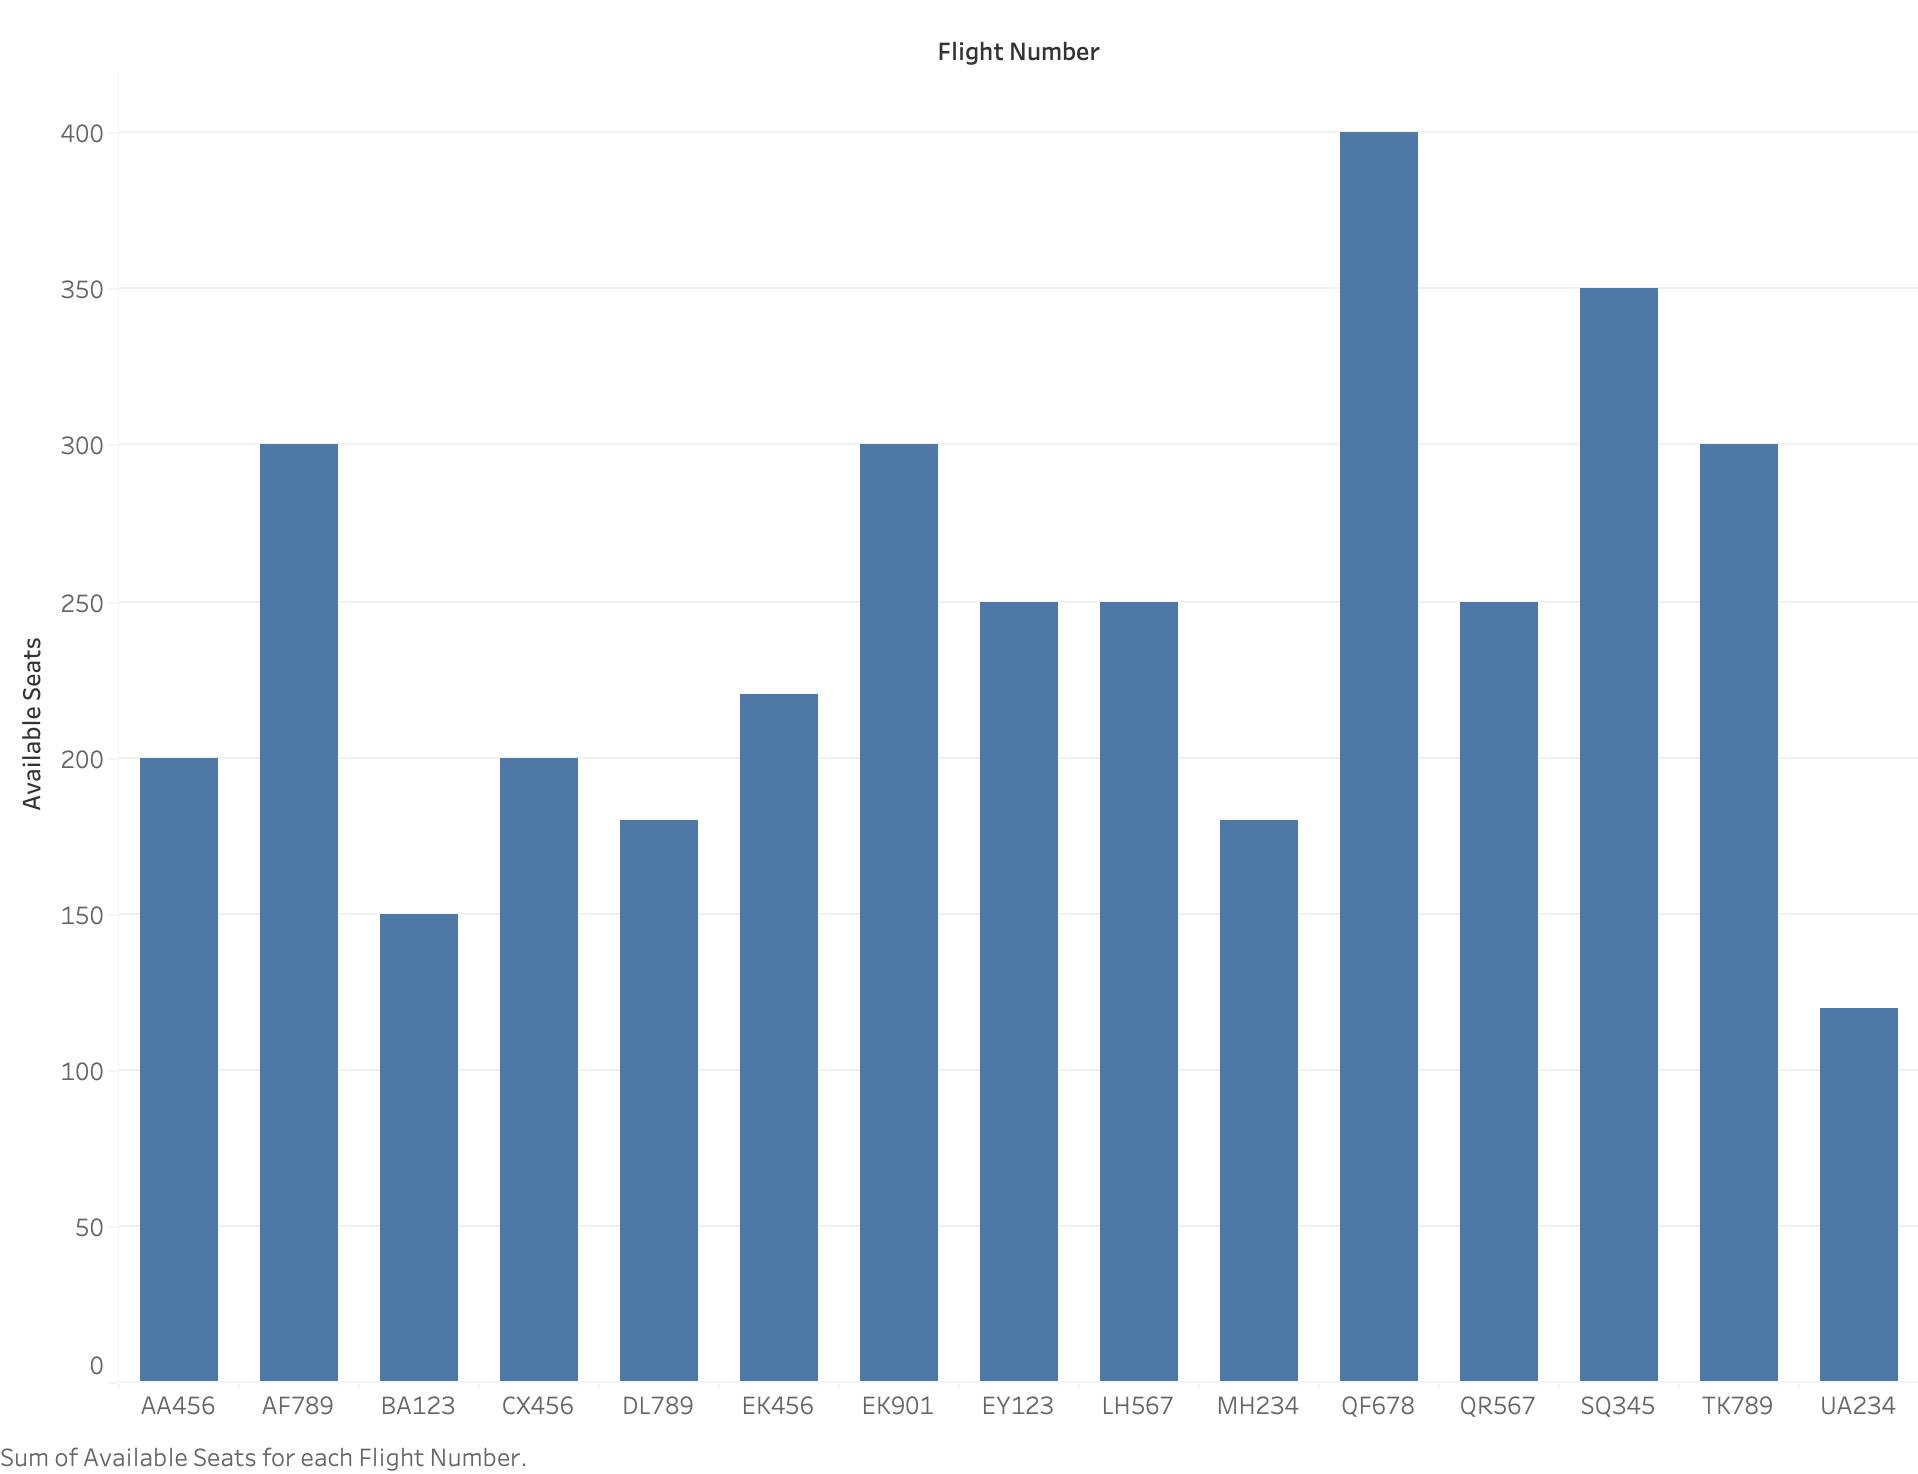 Flight Number
400
350
300
250
200
150
100
50
0
Available Seats
AA456 AF789 BA123 CX456 DL789 EK456 EK901 EY123 LH567 MH234 QF678 QR567 SQ345 TK789 UA234
Sum of Available Seats for each Flight Number.